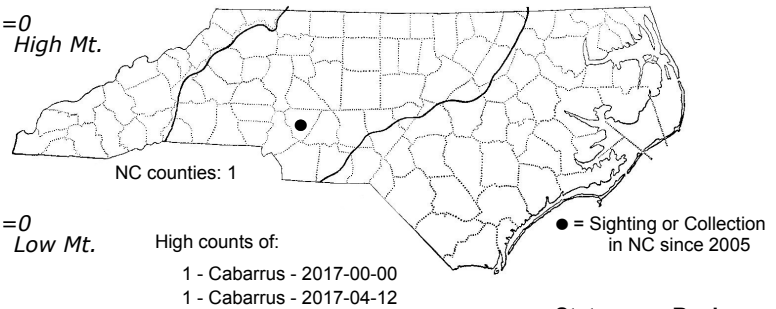 =0
High Mt.
NC counties: 1
=0
Low Mt.
High counts of:
1 - Cabarrus - 2017-00-00
1 - Cabarrus - 2017-04-12
● = Sighting or Collection
in NC since 2005